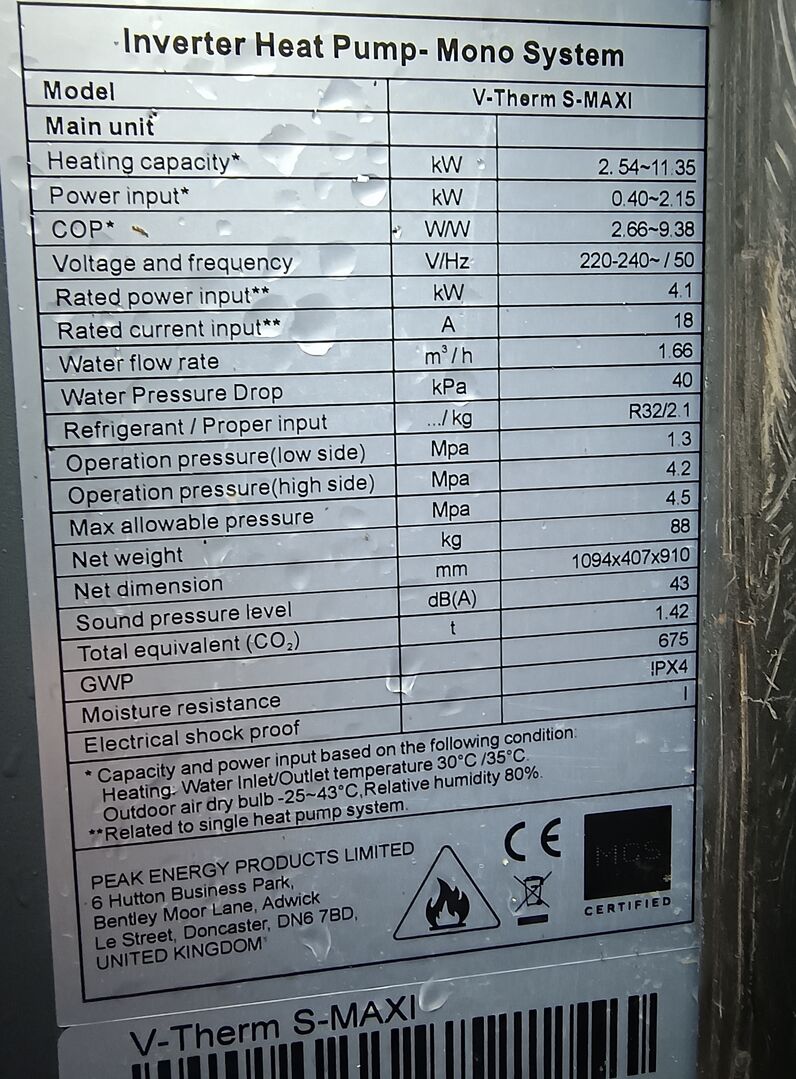 Inverter Heat Pump- Mono System
Model V-Therm S-MAXI
Main unit
Heating capacity* kW 2.54~11.35
Power input* kW 0.40~2.15
COP* W/W 2.66~9.38
Voltage and frequency V/Hz 220-240~/50
Rated power input** kW 4.1
Rated current input** A 18
Water flow rate m³/h 1.66
Water Pressure Drop kPa 40
Refrigerant / Proper input .../kg R32/2.1
Operation pressure(low side) Mpa 1.3
Operation pressure(high side) Mpa 4.2
Max allowable pressure Mpa 4.5
Net weight kg 88
Net dimension mm 1094x407x910
Sound pressure level dB(A) 43
Total equivalent (CO₂) t 1.42
GWP 675
Moisture resistance IPX4
Electrical shock proof I
* Capacity and power input based on the following condition:
Heating: Water Inlet/Outlet temperature 30°C /35°C.
Outdoor air dry bulb -25~43°C,Relative humidity 80%.
**Related to single heat pump system.
PEAK ENERGY PRODUCTS LIMITED
6 Hutton Business Park,
Bentley Moor Lane, Adwick
Le Street, Doncaster, DN6 7BD,
UNITED KINGDOM
CE
MCS
CERTIFIED
V-Therm S-MAXI